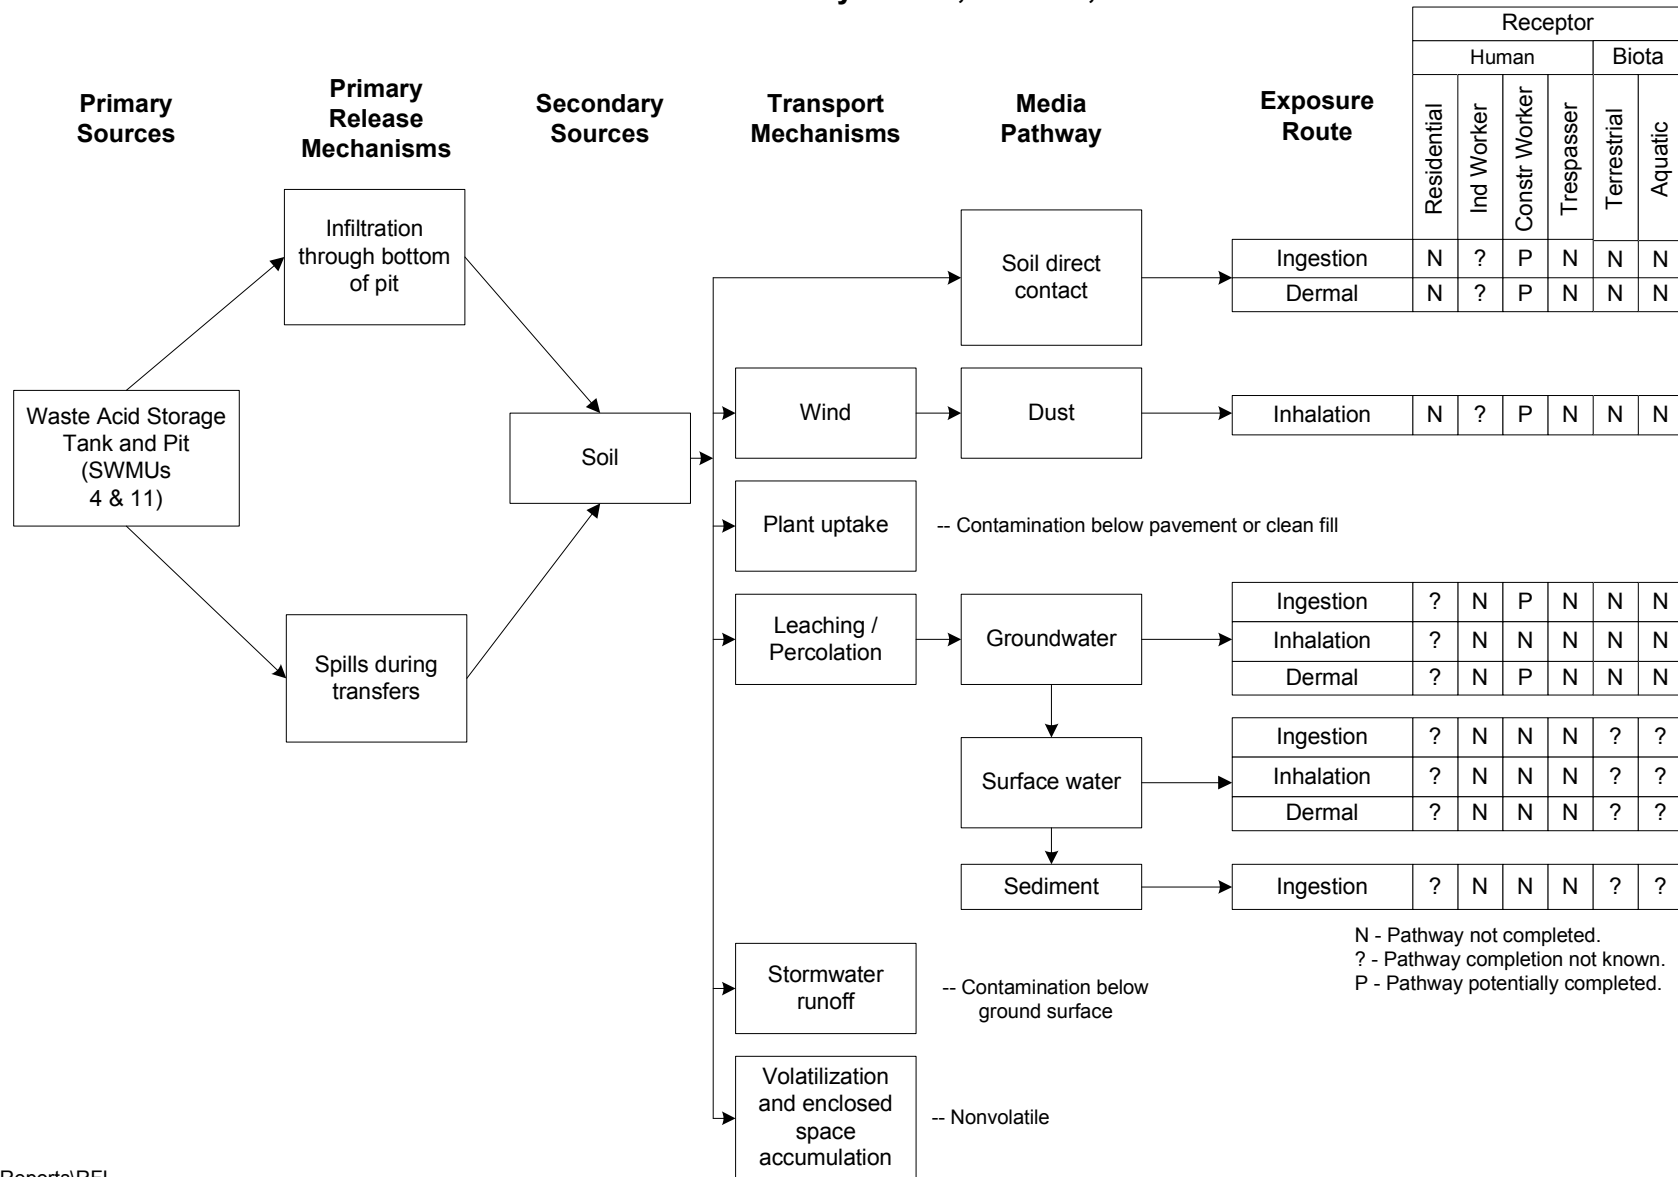 Receptor
Human Biota
Primary
Sources
Primary
Release
Mechanisms
Secondary
Sources
Transport
Mechanisms
Media
Pathway
Exposure
Route
Residential
Ind Worker
Constr Worker
Trespasser
Terrestrial
Aquatic
Infiltration
through bottom
of pit
Soil direct
contact
Ingestion N ? P N N N
Dermal N ? P N N N
Waste Acid Storage
Tank and Pit
(SWMUs
4 & 11)
Soil
Wind
Dust
Inhalation N ? P N N N
Plant uptake
-- Contamination below pavement or clean fill
Spills during
transfers
Leaching /
Percolation
Groundwater
Ingestion ? N P N N N
Inhalation ? N N N N N
Dermal ? N P N N N
Surface water
Ingestion ? N N N ? ?
Inhalation ? N N N ? ?
Dermal ? N N N ? ?
Sediment
Ingestion ? N N N ? ?
N - Pathway not completed.
? - Pathway completion not known.
P - Pathway potentially completed.
Stormwater
runoff
-- Contamination below
ground surface
Volatilization
and enclosed
space
accumulation
-- Nonvolatile